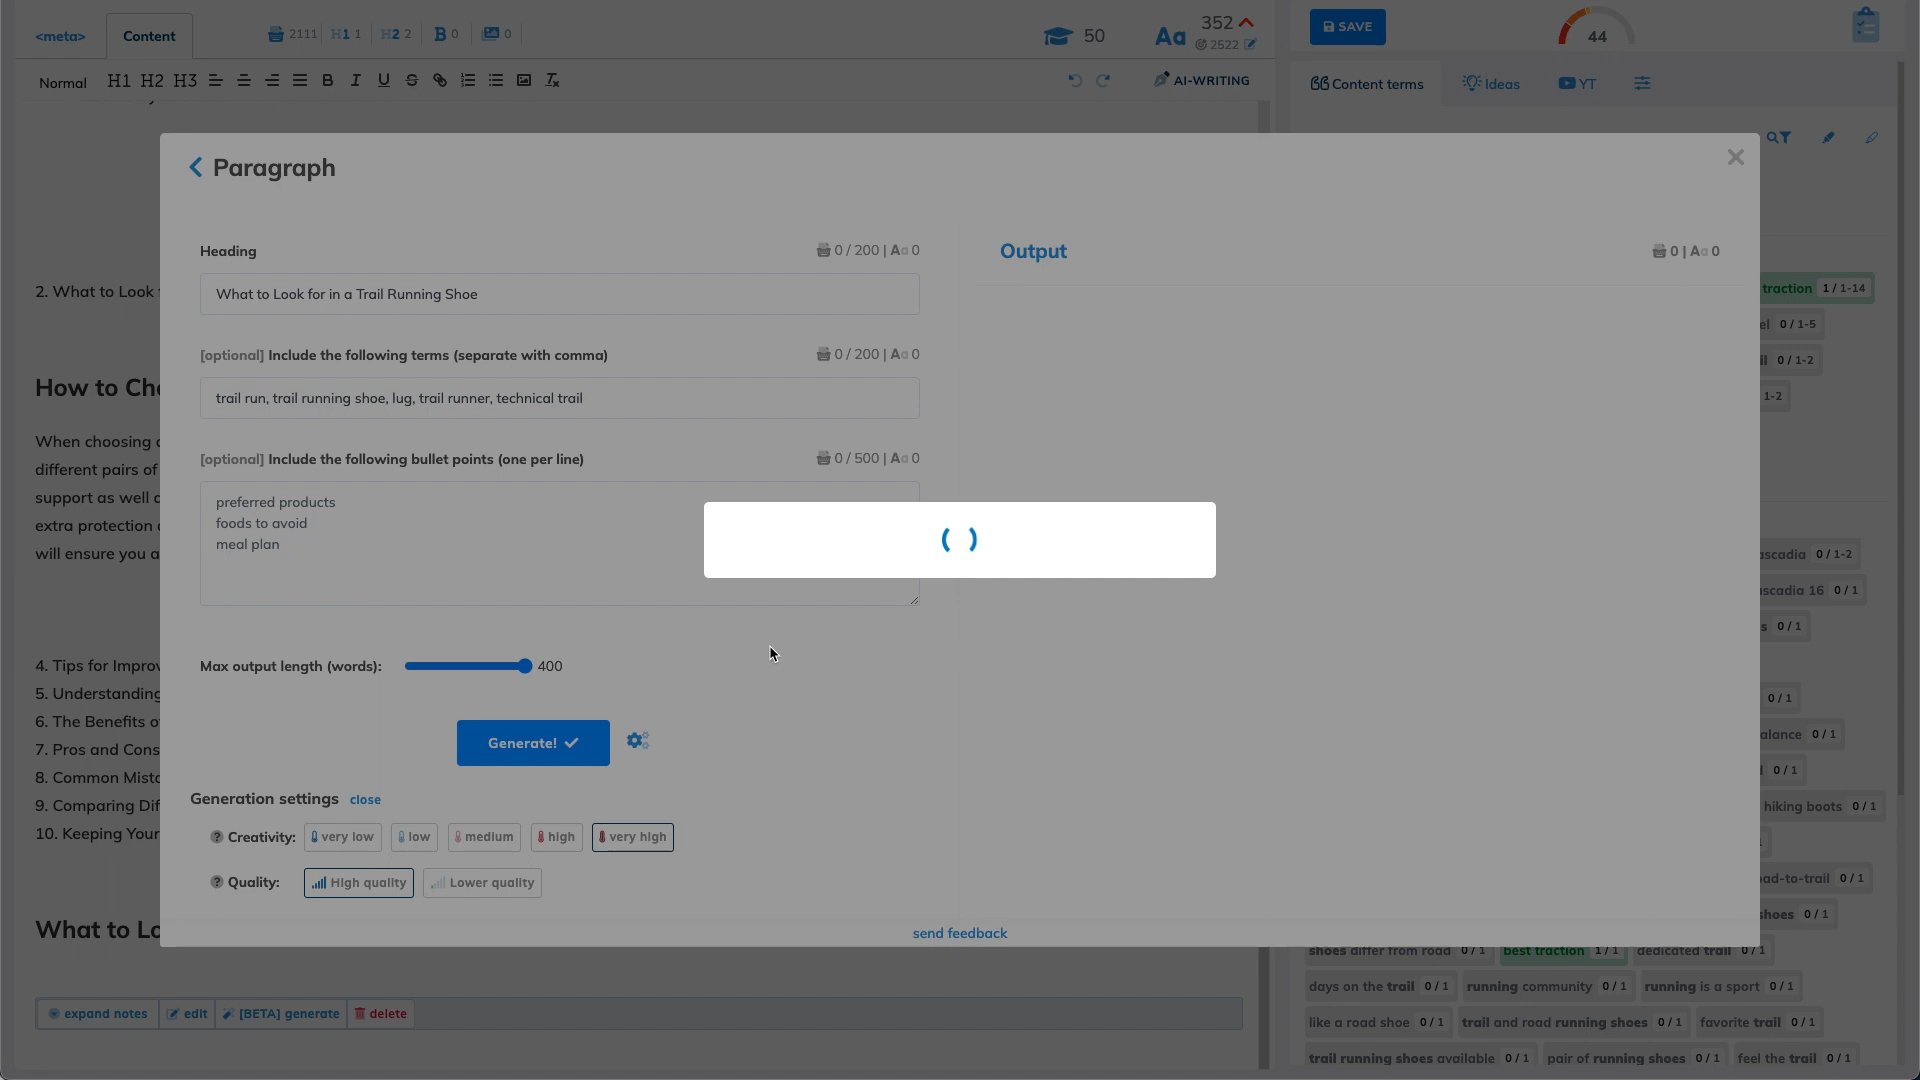 <meta>
Content
2111
H1 1
H2 2
B 0
0
50
Aa
352
2522
SAVE
44
Normal
H1 H2 H3
B I U S
AI-WRITING
Content terms
Ideas
YT
Paragraph
Heading
0 / 200 | Aa 0
What to Look for in a Trail Running Shoe
[optional] Include the following terms (separate with comma)
0 / 200 | Aa 0
trail run, trail running shoe, lug, trail runner, technical trail
[optional] Include the following bullet points (one per line)
0 / 500 | Aa 0
preferred products
foods to avoid
meal plan
Max output length (words):
400
Generate!
Generation settings close
Creativity: very low low medium high very high
Quality: High quality Lower quality
Output
0 | Aa 0
send feedback
2. What to Look
How to Ch
When choosing
different pairs of
support as well
extra protection
will ensure you a
4. Tips for Improv
5. Understanding
6. The Benefits o
7. Pros and Cons
8. Common Mist
9. Comparing Dif
10. Keeping Your
What to Lo
expand notes edit [BETA] generate delete
traction 1 / 1-14
el 0 / 1-5
il 0 / 1-2
1-2
ascadia 0 / 1-2
ascadia 16 0 / 1
s 0 / 1
0 / 1
alance 0 / 1
d 0 / 1
hiking boots 0 / 1
oad-to-trail 0 / 1
shoes 0 / 1
shoes differ from road 0 / 1 best traction 1 / 1 dedicated trail 0 / 1
days on the trail 0 / 1 running community 0 / 1 running is a sport 0 / 1
like a road shoe 0 / 1 trail and road running shoes 0 / 1 favorite trail 0 / 1
trail running shoes available 0 / 1 pair of running shoes 0 / 1 feel the trail 0 / 1